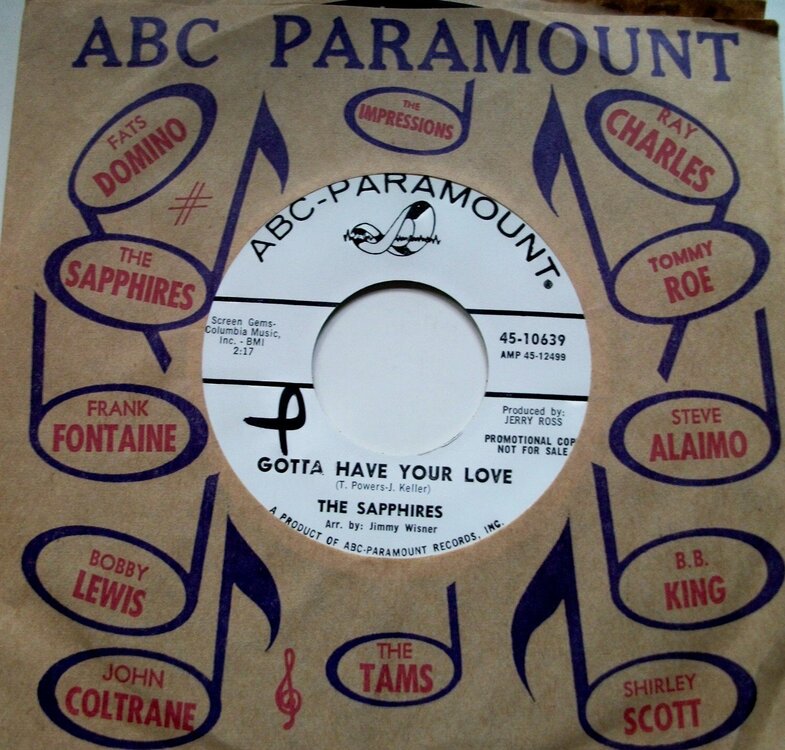 ABC PARAMOUNT
FATS
DOMINO
THE
IMPRESSIONS
RAY
CHARLES
#
THE
SAPPHIRES
TOMMY
ROE
FRANK
FONTAINE
STEVE
ALAIMO
BOBBY
LEWIS
B.B.
KING
JOHN
COLTRANE
THE
TAMS
SHIRLEY
SCOTT
ABC-PARAMOUNT®
Screen Gems-
Columbia Music,
Inc. - BMI
2:17
45-10639
AMP 45-12499
Produced by:
JERRY ROSS
PROMOTIONAL COP
NOT FOR SALE
GOTTA HAVE YOUR LOVE
(T. Powers-J. Keller)
THE SAPPHIRES
Arr. by: Jimmy Wisner
A PRODUCT OF ABC-PARAMOUNT RECORDS, INC.